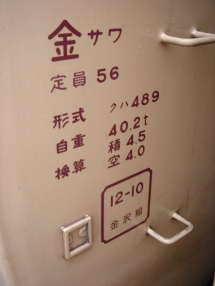 金サワ
定員 56
形式 クハ489
自重 40.2t
換算 積 4.5
空 4.0
12-10
金沢総